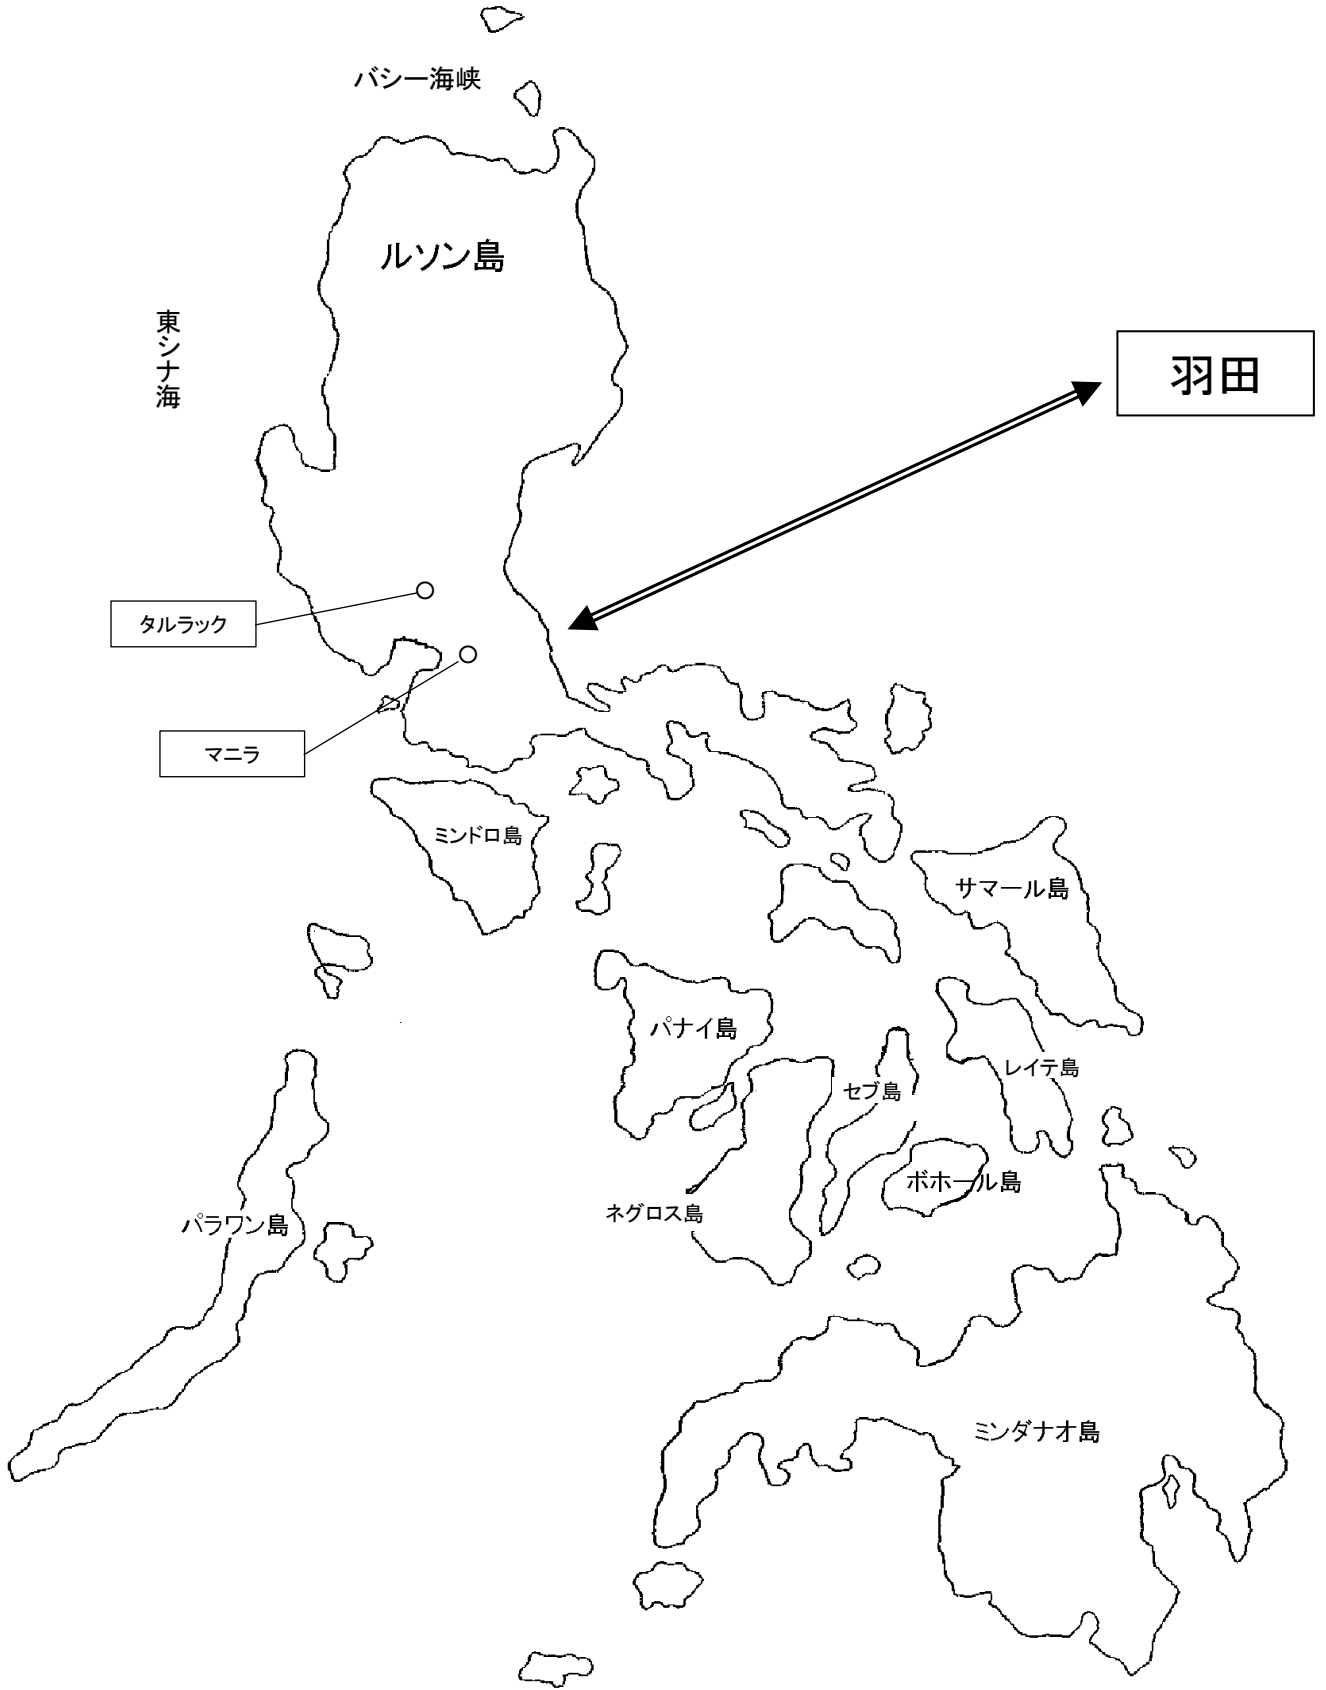 バシー海峡
ルソン島
東シナ海
羽田
タルラック
マニラ
ミンドロ島
サマール島
パナイ島
レイテ島
セブ島
ボホール島
ネグロス島
パラワン島
ミンダナオ島